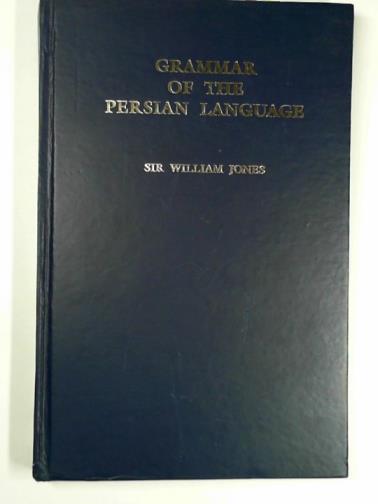 GRAMMAR
OF THE
PERSIAN LANGUAGE
SIR WILLIAM JONES